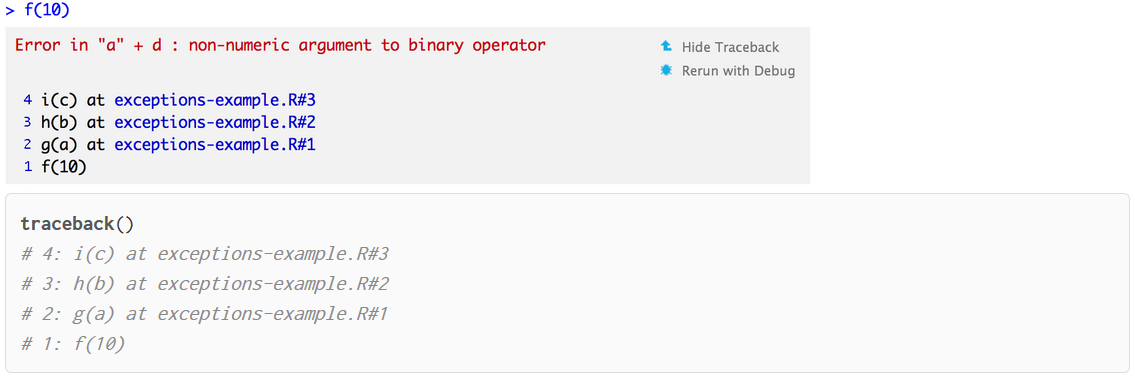 > f(10)
Error in "a" + d : non-numeric argument to binary operator
Hide Traceback
Rerun with Debug
4 i(c) at exceptions-example.R#3
3 h(b) at exceptions-example.R#2
2 g(a) at exceptions-example.R#1
1 f(10)
traceback()
# 4: i(c) at exceptions-example.R#3
# 3: h(b) at exceptions-example.R#2
# 2: g(a) at exceptions-example.R#1
# 1: f(10)